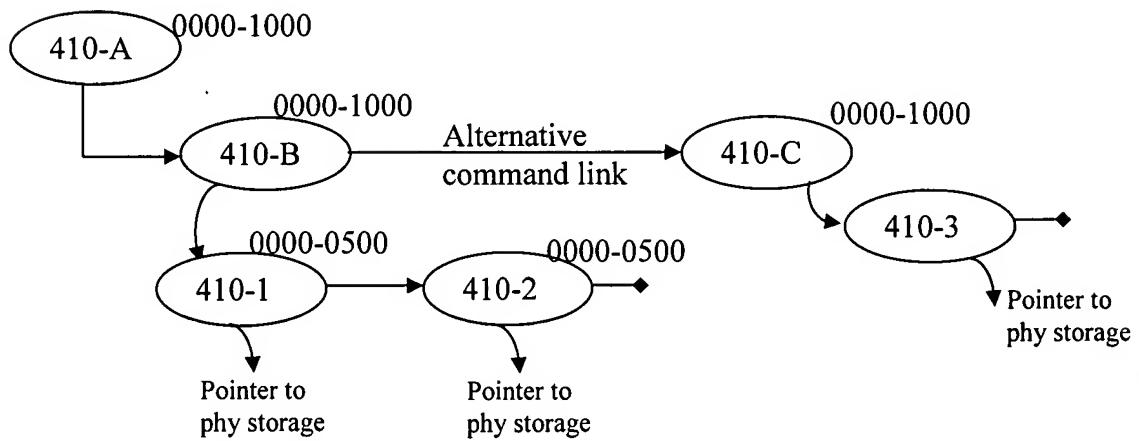 0000-1000
410-A
0000-1000
0000-1000
Alternative
410-B
410-C
command link
410-3
0000-0500
0000-0500
410-1
410-2
Pointer to
phy storage
Pointer to
phy storage
Pointer to
phy storage